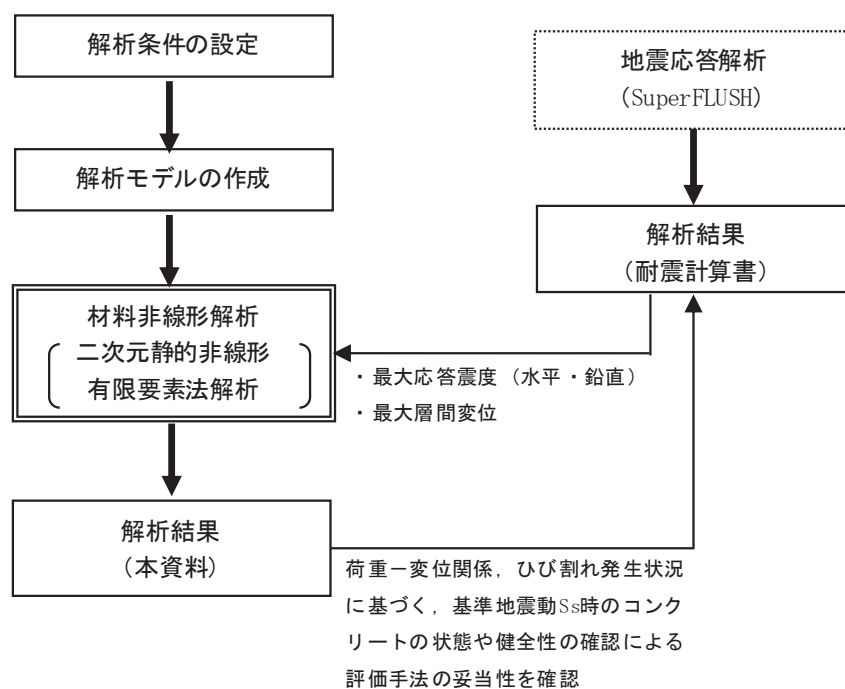 解析条件の設定
解析モデルの作成
材料非線形解析
二次元静的非線形
有限要素法解析
解析結果
(本資料)
地震応答解析
(SuperFLUSH)
解析結果
(耐震計算書)
・最大応答震度(水平・鉛直)
・最大層間変位
荷重－変位関係，ひび割れ発生状況
に基づく，基準地震動Ss時のコンク
リートの状態や健全性の確認による
評価手法の妥当性を確認